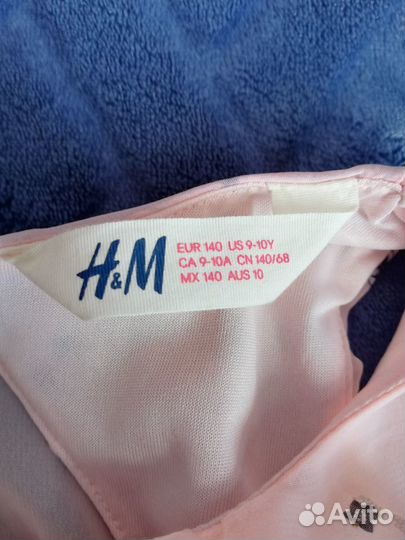 H&M
EUR 140 US 9-10Y
CA 9-10A CN 140/68
MX 140 AUS 10
Avito